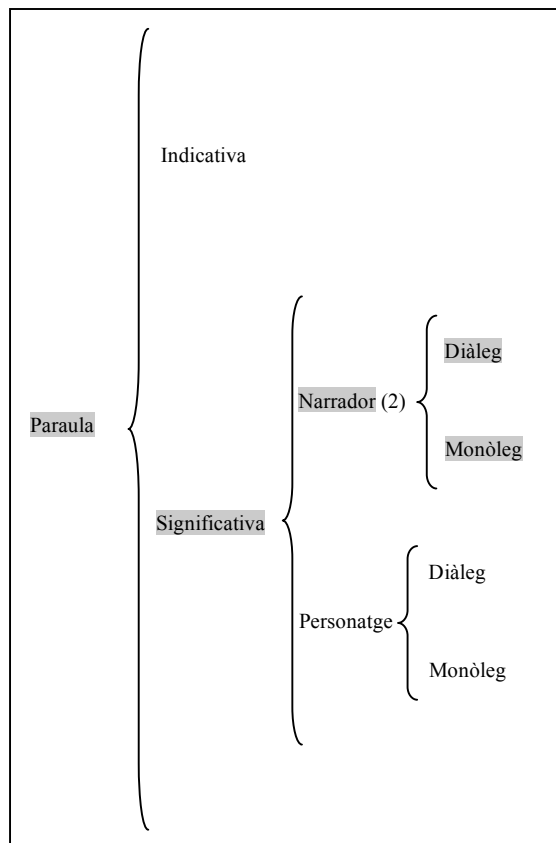 Indicativa
Diàleg
Narrador (2)
Paraula
Monòleg
Significativa
Diàleg
Personatge
Monòleg